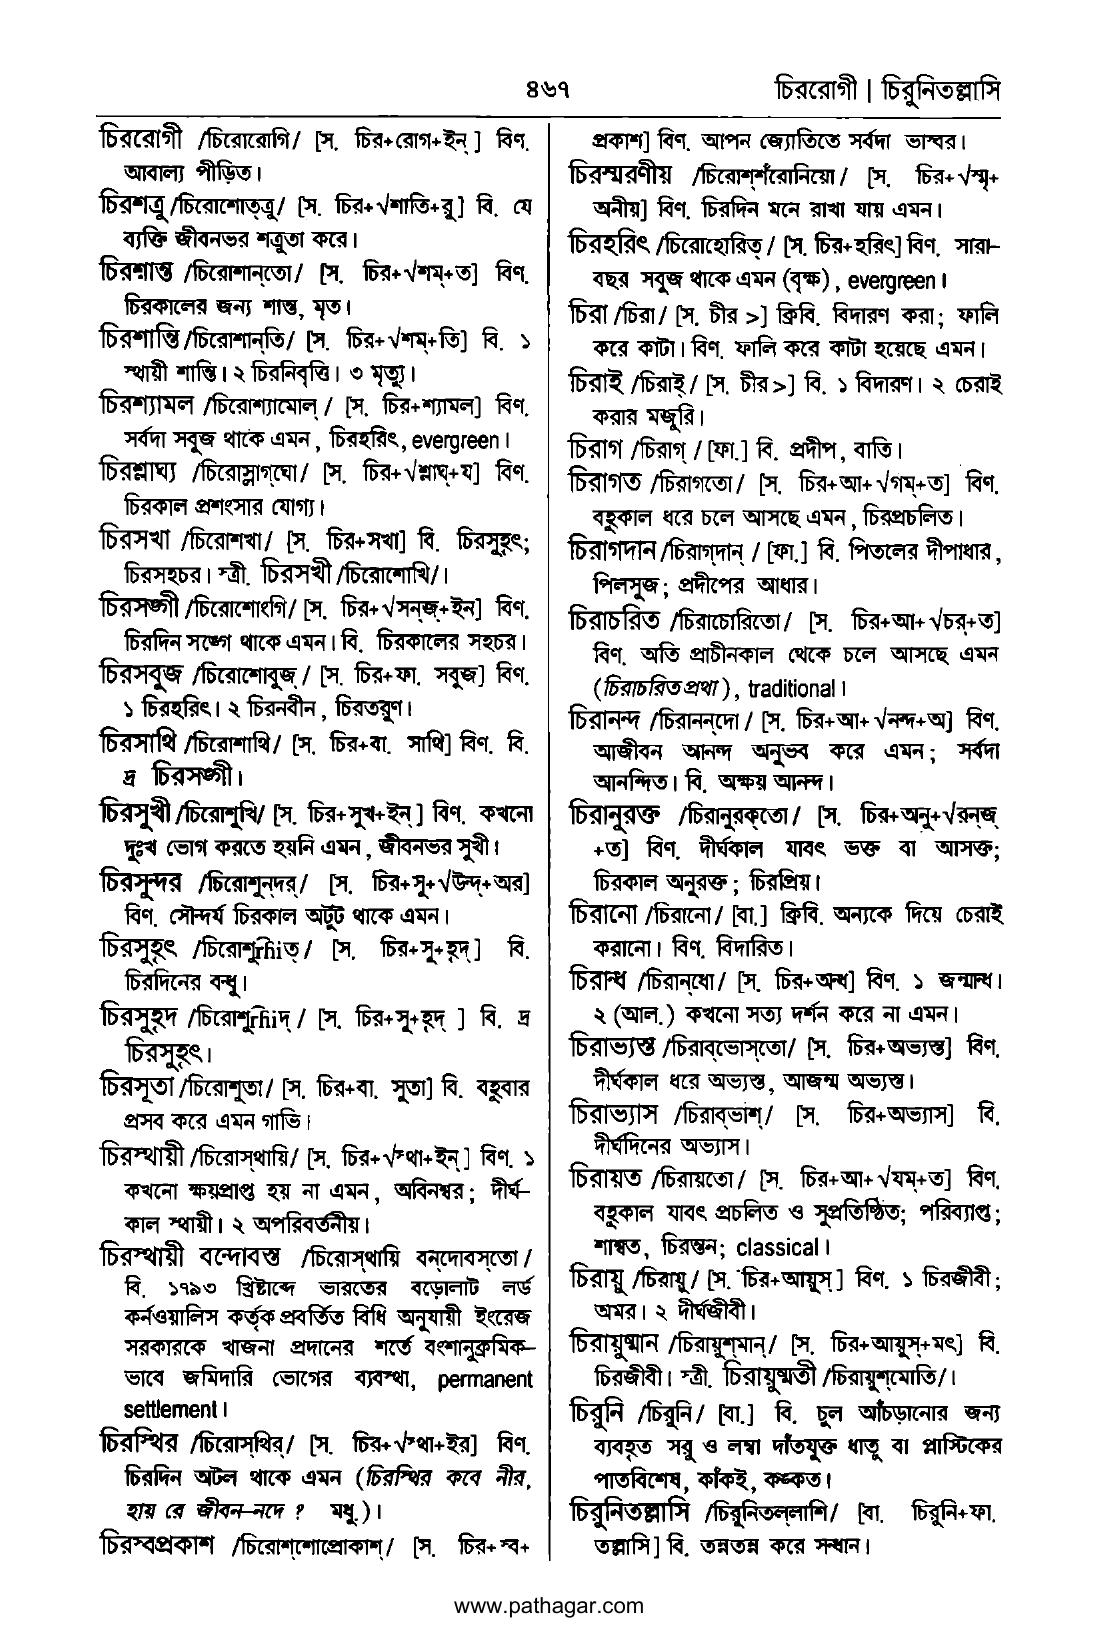 ৪৬৭
চিররোগী | চিরুনিতল্লাসি
চিররোগী /চিরোরোগি/ [স. চির+রোগ+ইন্ ] বিণ.
আবাল্য পীড়িত।
চিরশত্রু /চিরোশোত্ত্রু/ [স. চির+√শাতি+রু] বি. যে
ব্যক্তি জীবনভর শত্রুতা করে।
চিরশান্ত /চিরোশান্‌তো/ [স. চির+√শম্+ত] বিণ.
চিরকালের জন্য শান্ত, মৃত।
চিরশান্তি /চিরোশান্‌তি/ [স. চির+√শম্+তি] বি. ১
স্থায়ী শান্তি। ২ চিরনিবৃত্তি। ৩ মৃত্যু।
চিরশ্যামল /চিরোশ্যামোল্/ [স. চির+শ্যামল] বিণ.
সর্বদা সবুজ থাকে এমন, চিরহরিৎ, evergreen।
চিরশ্লাঘ্য /চিরোস্লাগ্‌ঘো/ [স. চির+√শ্লাঘ্+য] বিণ.
চিরকাল প্রশংসার যোগ্য।
চিরসখা /চিরোশখা/ [স. চির+সখা] বি. চিরসুহৃৎ;
চিরসহচর। স্ত্রী. চিরসখী /চিরোশোখি/।
চিরসঙ্গী /চিরোশোংগি/ [স. চির+√সন্‌জ্+ইন] বিণ.
চিরদিন সঙ্গে থাকে এমন। বি. চিরকালের সহচর।
চিরসবুজ /চিরোশোবুজ্/ [স. চির+ফা. সবুজ] বিণ.
১ চিরহরিৎ। ২ চিরনবীন, চিরতরুণ।
চিরসাথি /চিরোশাথি/ [স. চির+বা. সাথি] বিণ. বি.
দ্র চিরসঙ্গী।
চিরসুখী /চিরোশুখি/ [স. চির+সুখ+ইন্ ] বিণ. কখনো
দুঃখ ভোগ করতে হয়নি এমন, জীবনভর সুখী।
চিরসুন্দর /চিরোশুন্‌দর্/ [স. চির+সু+√উন্দ্+অর]
বিণ. সৌন্দর্য চিরকাল অটুট থাকে এমন।
চিরসুহৃৎ /চিরোশুr̂hiত্/ [স. চির+সু+হৃদ্ ] বি.
চিরদিনের বন্ধু।
চিরসুহৃদ /চিরোশুr̂hiদ্/ [স. চির+সু+হৃদ্ ] বি. দ্র
চিরসুহৃৎ।
চিরসূতা /চিরোশুতা/ [স. চির+বা. সুতা] বি. বহুবার
প্রসব করে এমন গাভি।
চিরস্থায়ী /চিরোস্‌থায়ি/ [স. চির+√স্থা+ইন্ ] বিণ. ১
কখনো ক্ষয়প্রাপ্ত হয় না এমন, অবিনশ্বর; দীর্ঘ-
কাল স্থায়ী। ২ অপরিবর্তনীয়।
চিরস্থায়ী বন্দোবস্ত /চিরোস্‌থায়ি বন্‌দোবস্‌তো/
বি. ১৭৯৩ খ্রিষ্টাব্দে ভারতের বড়োলাট লর্ড
কর্নওয়ালিস কর্তৃক প্রবর্তিত বিধি অনুযায়ী ইংরেজ
সরকারকে খাজনা প্রদানের শর্তে বংশানুক্রমিক-
ভাবে জমিদারি ভোগের ব্যবস্থা, permanent
settlement।
চিরস্থির /চিরোস্‌থির্/ [স. চির+√স্থা+ইর] বিণ.
চিরদিন অটল থাকে এমন (চিরস্থির কবে নীর,
হায় রে জীবন-নদে ? মধু.)।
চিরস্বপ্রকাশ /চিরোশ্‌শোপ্রোকাশ্/ [স. চির+স্ব+
প্রকাশ] বিণ. আপন জ্যোতিতে সর্বদা ভাস্বর।
চিরস্মরণীয় /চিরোশ্‌শঁরোনিয়ো/ [স. চির+√স্মৃ+
অনীয়] বিণ. চিরদিন মনে রাখা যায় এমন।
চিরহরিৎ /চিরোহোরিত্/ [স. চির+হরিৎ] বিণ. সারা-
বছর সবুজ থাকে এমন (বৃক্ষ), evergreen।
চিরা /চিরা/ [স. চীর >] ক্রিবি. বিদারণ করা; ফালি
করে কাটা। বিণ. ফালি করে কাটা হয়েছে এমন।
চিরাই /চিরাই্/ [স. চীর >] বি. ১ বিদারণ। ২ চেরাই
করার মজুরি।
চিরাগ /চিরাগ্/ [ফা.] বি. প্রদীপ, বাতি।
চিরাগত /চিরাগতো/ [স. চির+আ+√গম্+ত] বিণ.
বহুকাল ধরে চলে আসছে এমন, চিরপ্রচলিত।
চিরাগদান /চিরাগ্‌দান্/ [ফা.] বি. পিতলের দীপাধার,
পিলসুজ; প্রদীপের আধার।
চিরাচরিত /চিরাচোরিতো/ [স. চির+আ+√চর্+ত]
বিণ. অতি প্রাচীনকাল থেকে চলে আসছে এমন
(চিরাচরিত প্রথা), traditional।
চিরানন্দ /চিরানন্‌দো/ [স. চির+আ+√নন্দ+অ] বিণ.
আজীবন আনন্দ অনুভব করে এমন; সর্বদা
আনন্দিত। বি. অক্ষয় আনন্দ।
চিরানুরক্ত /চিরানুরক্‌তো/ [স. চির+অনু+√রন্‌জ্
+ত] বিণ. দীর্ঘকাল যাবৎ ভক্ত বা আসক্ত;
চিরকাল অনুরক্ত; চিরপ্রিয়।
চিরানো /চিরানো/ [বা.] ক্রিবি. অন্যকে দিয়ে চেরাই
করানো। বিণ. বিদারিত।
চিরান্ধ /চিরান্‌ধো/ [স. চির+অন্ধ] বিণ. ১ জন্মান্ধ।
২ (আল.) কখনো সত্য দর্শন করে না এমন।
চিরাভ্যস্ত /চিরাব্‌ভোস্‌তো/ [স. চির+অভ্যস্ত] বিণ.
দীর্ঘকাল ধরে অভ্যস্ত, আজন্ম অভ্যস্ত।
চিরাভ্যাস /চিরাব্‌ভাশ্/ [স. চির+অভ্যাস] বি.
দীর্ঘদিনের অভ্যাস।
চিরায়ত /চিরায়তো/ [স. চির+আ+√যম্+ত] বিণ.
বহুকাল যাবৎ প্রচলিত ও সুপ্রতিষ্ঠিত; পরিব্যাপ্ত;
শাশ্বত, চিরন্তন; classical।
চিরায়ু /চিরায়ু/ [স. চির+আয়ুস্ ] বিণ. ১ চিরজীবী;
অমর। ২ দীর্ঘজীবী।
চিরায়ুষ্মান /চিরায়ুশ্‌মান্/ [স. চির+আয়ুস্+মৎ] বি.
চিরজীবী। স্ত্রী. চিরায়ুষ্মতী /চিরায়ুশ্‌মোতি/।
চিরুনি /চিরুনি/ [বা.] বি. চুল আঁচড়ানোর জন্য
ব্যবহৃত সরু ও লম্বা দাঁতযুক্ত ধাতু বা প্লাস্টিকের
পাতবিশেষ, কাঁকই, কঙ্কত।
চিরুনিতল্লাসি /চিরুনিতল্‌লাশি/ [বা. চিরুনি+ফা.
তল্লাসি] বি. তন্নতন্ন করে সন্ধান।
www.pathagar.com